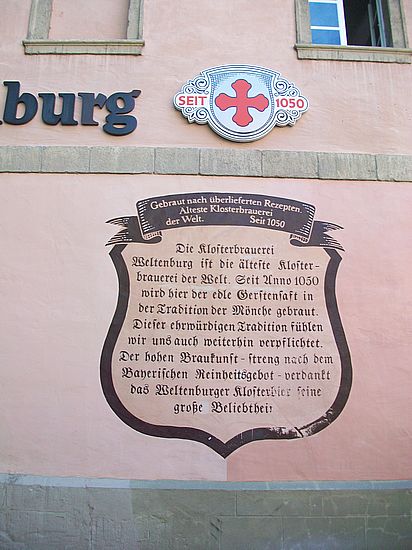 burg
SEIT 1050
Gebraut nach überlieferten Rezepten.
Älteste Klosterbrauerei
der Welt. Seit 1050
Die Klosterbrauerei
Weltenburg ist die älteste Kloster-
brauerei der Welt. Seit Anno 1050
wird hier der edle Gerstensaft in
der Tradition der Mönche gebraut.
Dieser ehrwürdigen Tradition fühlen
wir uns auch weiterhin verpflichtet.
Der hohen Braukunst - streng nach dem
Bayerischen Reinheitsgebot - verdankt
das Weltenburger Klosterbier seine
große Beliebthei